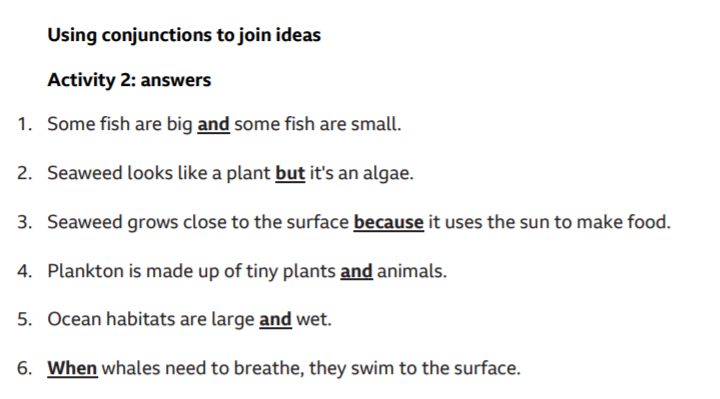 Using conjunctions to join ideas
Activity 2: answers
1. Some fish are big and some fish are small.
2. Seaweed looks like a plant but it's an algae.
3. Seaweed grows close to the surface because it uses the sun to make food.
4. Plankton is made up of tiny plants and animals.
5. Ocean habitats are large and wet.
6. When whales need to breathe, they swim to the surface.